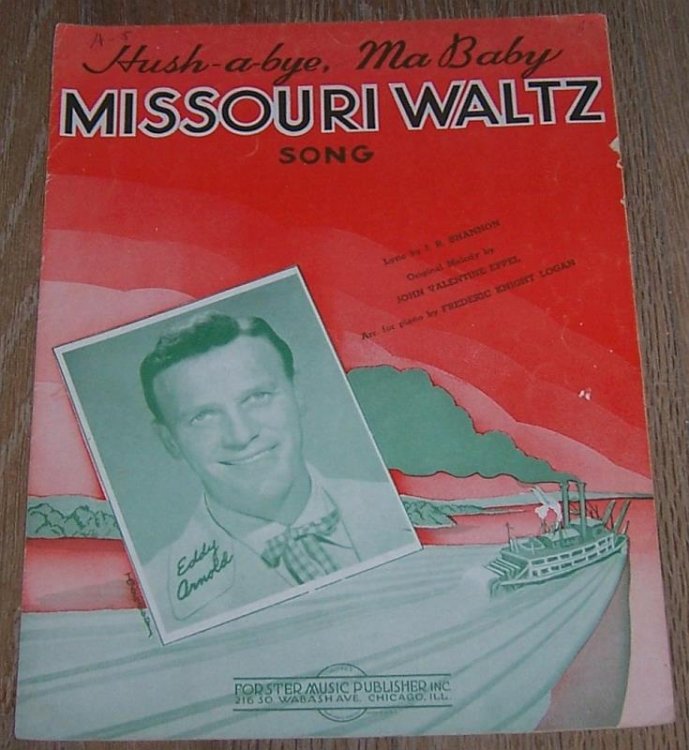 A-5
Hush-a-bye, Ma Baby
MISSOURI WALTZ
SONG
Lyric by J. R. SHANNON
Original Melody by
JOHN VALENTINE EPPEL
Arr. for piano by FREDERIC KNIGHT LOGAN
Eddy
Arnold
FORSTER MUSIC PUBLISHER INC.
216 SO. WABASH AVE. CHICAGO, ILL.